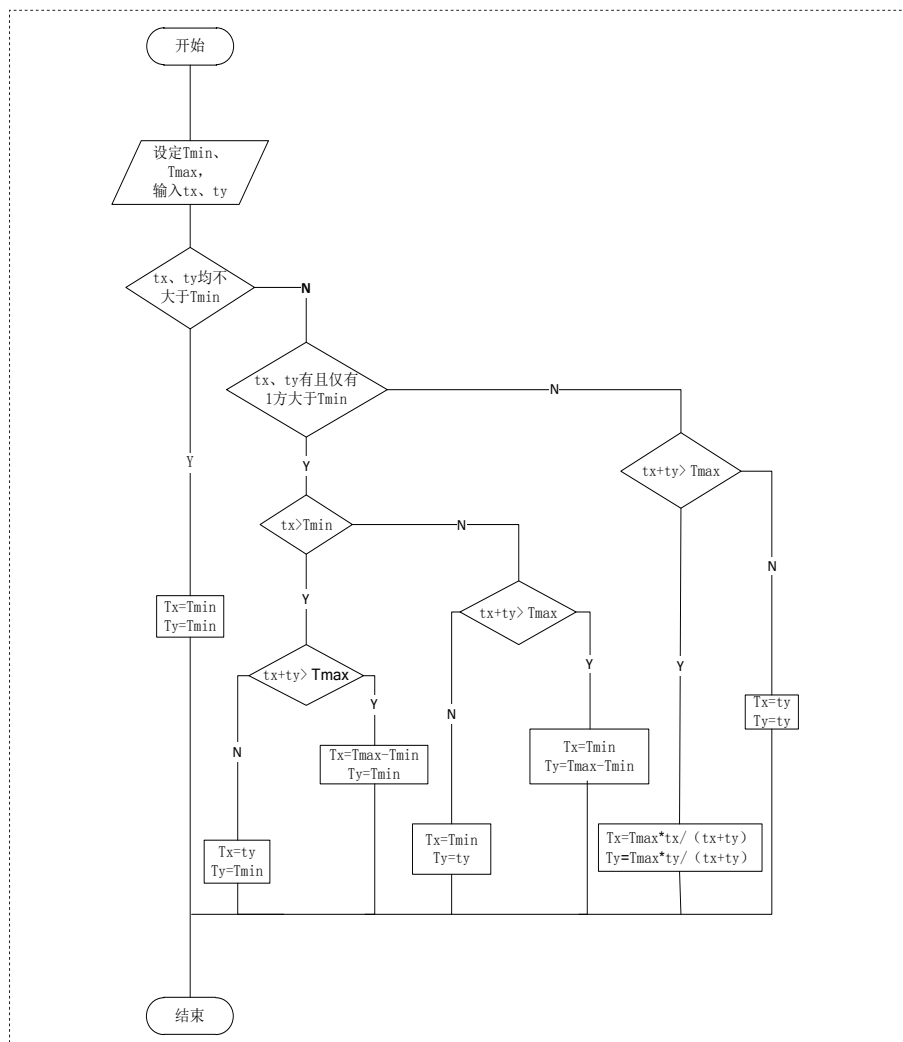 开始
设定Tmin、
Tmax，
输入tx、ty
tx、ty均不
大于Tmin
N
tx、ty有且仅有
1方大于Tmin
N
Y
Y
tx+ty> Tmax
tx>Tmin
N
N
Y
Tx=Tmin
Ty=Tmin
tx+ty> Tmax
tx+ty> Tmax
Y
Y
Y
N
N
Tx=ty
Ty=ty
Tx=Tmax-Tmin
Ty=Tmin
Tx=Tmin
Ty=Tmax-Tmin
Tx=ty
Ty=Tmin
Tx=Tmin
Ty=ty
Tx=Tmax*tx/（tx+ty）
Ty=Tmax*ty/（tx+ty）
结束